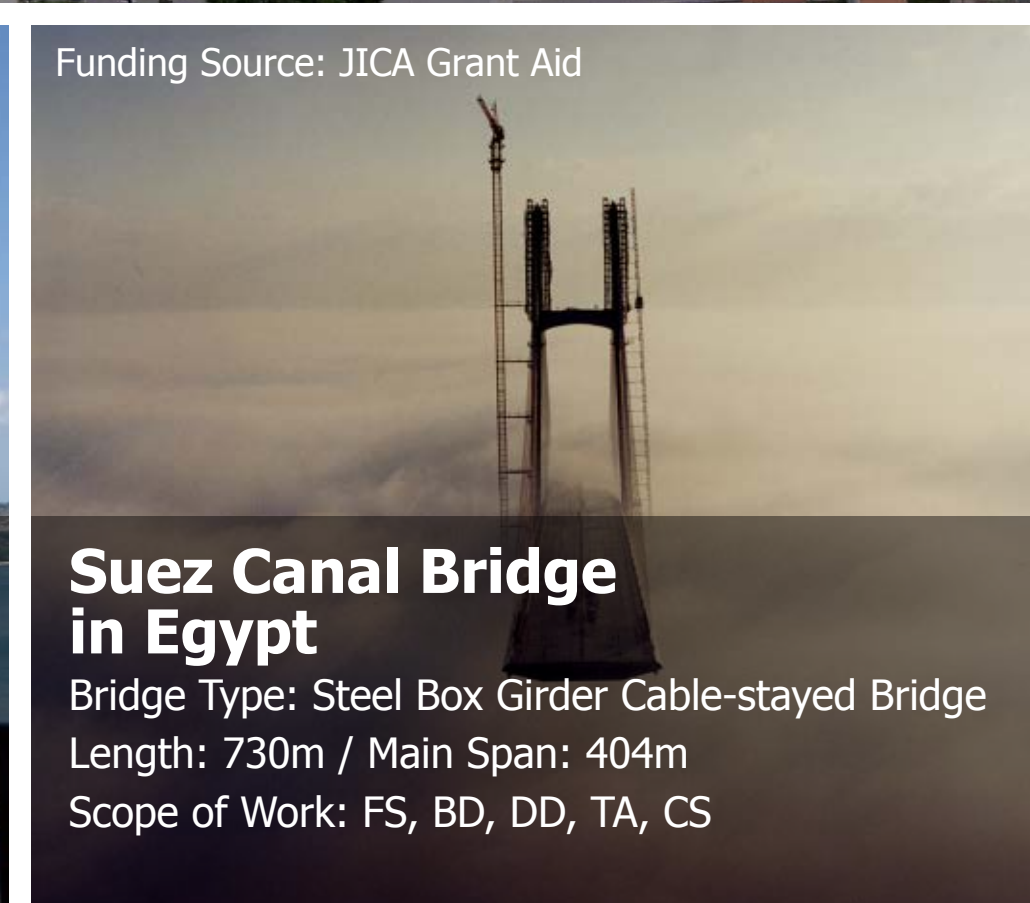 Funding Source: JICA Grant Aid
Suez Canal Bridge
in Egypt
Bridge Type: Steel Box Girder Cable-stayed Bridge
Length: 730m / Main Span: 404m
Scope of Work: FS, BD, DD, TA, CS